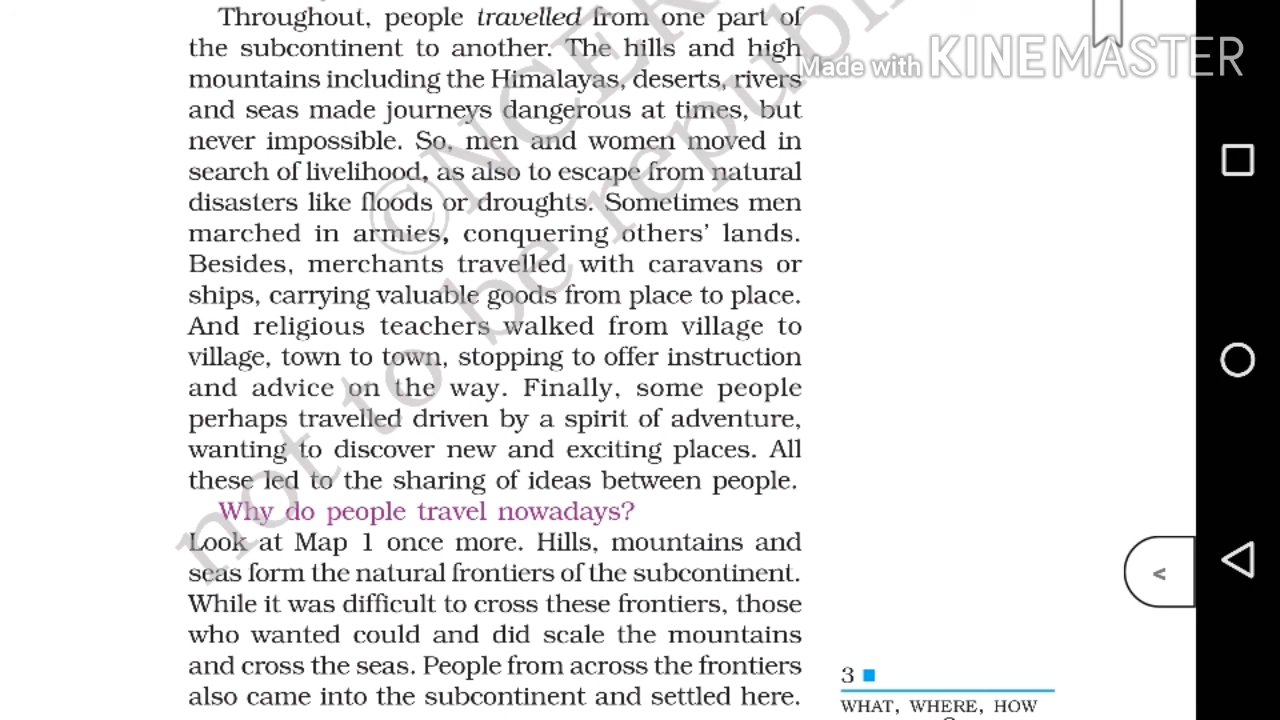 Throughout, people travelled from one part of
the subcontinent to another. The hills and high
mountains including the Himalayas, deserts, rivers
and seas made journeys dangerous at times, but
never impossible. So, men and women moved in
search of livelihood, as also to escape from natural
disasters like floods or droughts. Sometimes men
marched in armies, conquering others' lands.
Besides, merchants travelled with caravans or
ships, carrying valuable goods from place to place.
And religious teachers walked from village to
village, town to town, stopping to offer instruction
and advice on the way. Finally, some people
perhaps travelled driven by a spirit of adventure,
wanting to discover new and exciting places. All
these led to the sharing of ideas between people.
Why do people travel nowadays?
Look at Map 1 once more. Hills, mountains and
seas form the natural frontiers of the subcontinent.
While it was difficult to cross these frontiers, those
who wanted could and did scale the mountains
and cross the seas. People from across the frontiers
also came into the subcontinent and settled here.
Made with KINEMASTER
<
3
WHAT, WHERE, HOW
©NCER
not to be republi